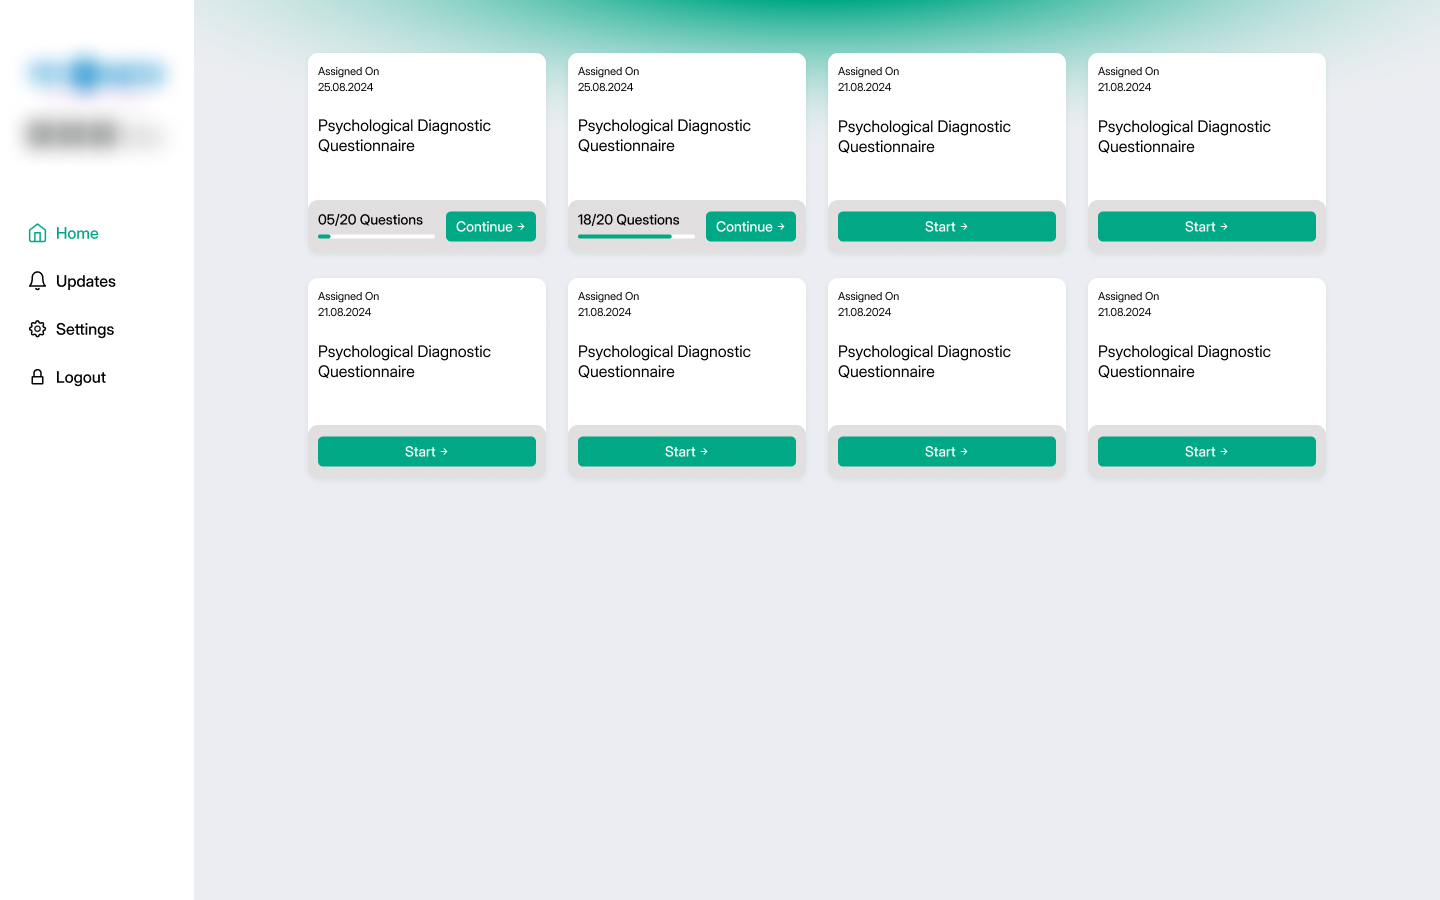 Home
Updates
Settings
Logout
Assigned On
25.08.2024
Psychological Diagnostic
Questionnaire
05/20 Questions
Continue →
Assigned On
25.08.2024
Psychological Diagnostic
Questionnaire
18/20 Questions
Continue →
Assigned On
21.08.2024
Psychological Diagnostic
Questionnaire
Start →
Assigned On
21.08.2024
Psychological Diagnostic
Questionnaire
Start →
Assigned On
21.08.2024
Psychological Diagnostic
Questionnaire
Start →
Assigned On
21.08.2024
Psychological Diagnostic
Questionnaire
Start →
Assigned On
21.08.2024
Psychological Diagnostic
Questionnaire
Start →
Assigned On
21.08.2024
Psychological Diagnostic
Questionnaire
Start →